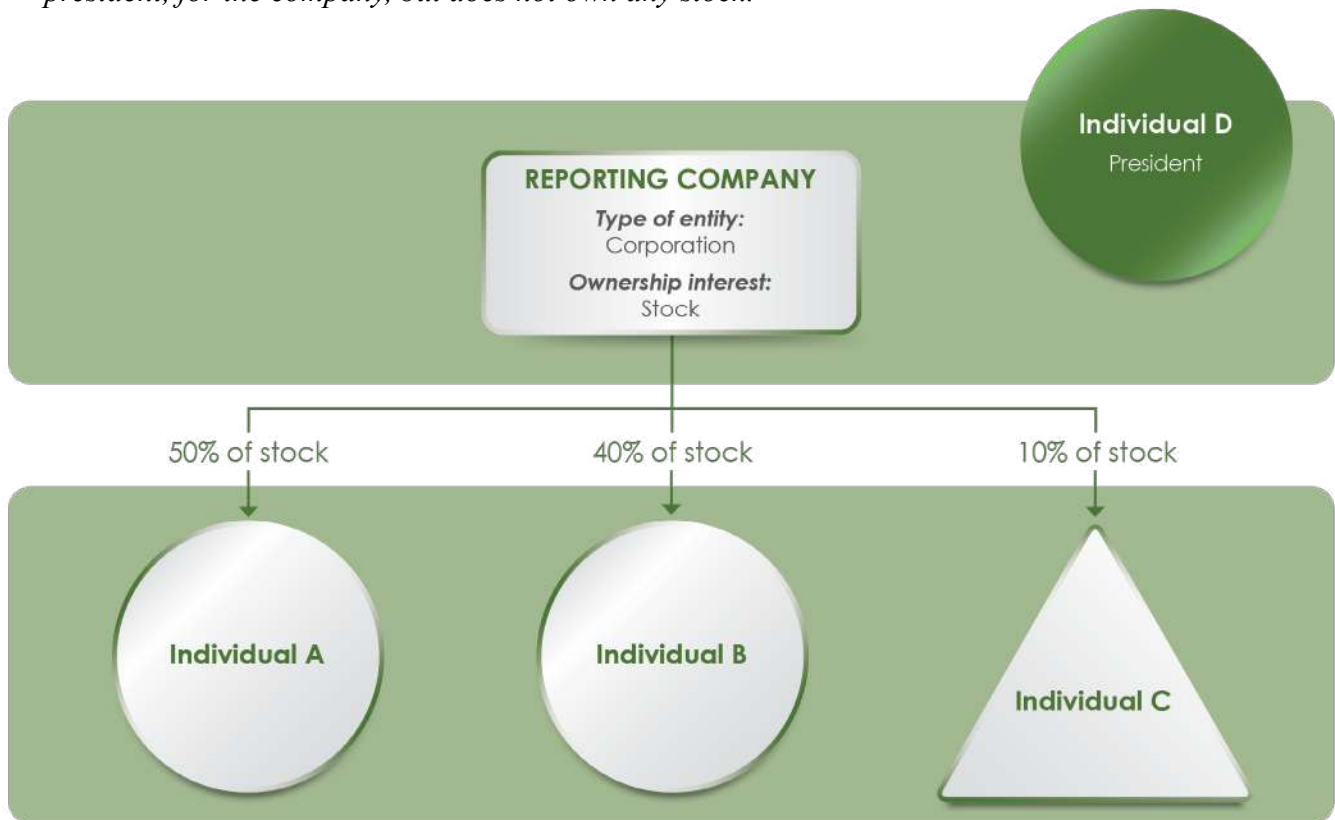 president, for the company, but does not own any stock.
Individual D
President
REPORTING COMPANY
Type of entity:
Corporation
Ownership interest:
Stock
50% of stock
40% of stock
10% of stock
Individual A
Individual B
Individual C